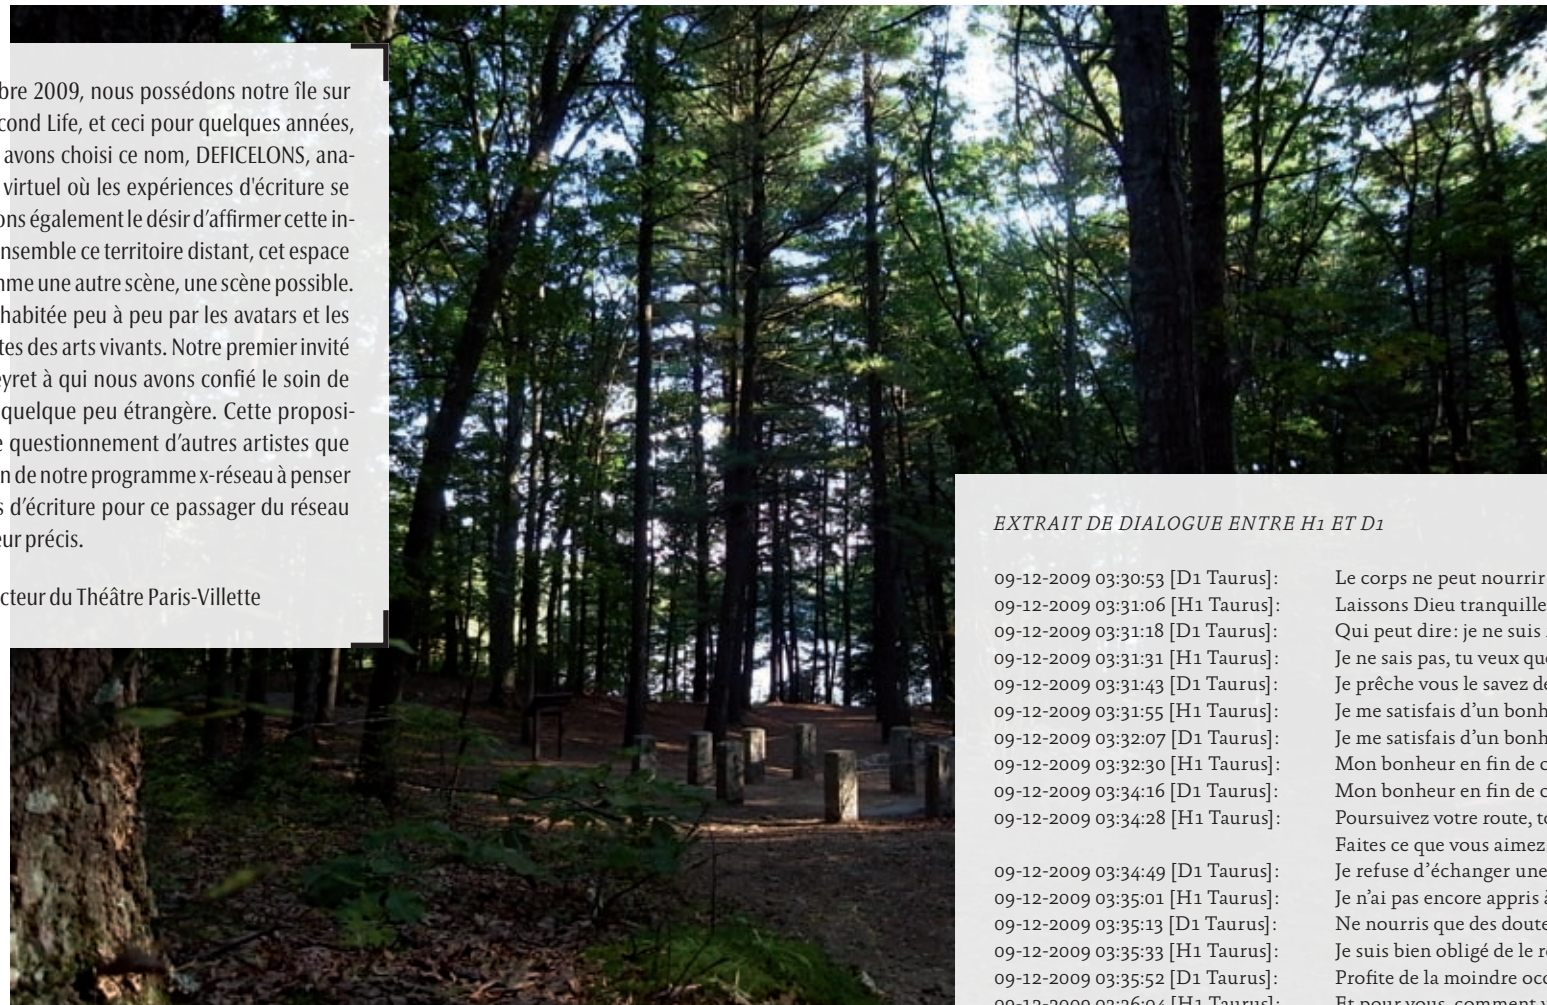 bre 2009, nous possédons notre île sur
cond Life, et ceci pour quelques années,
avons choisi ce nom, DEFICELONS, ana-
virtuel où les expériences d'écriture se
ons également le désir d’affirmer cette in-
nsemble ce territoire distant, cet espace
me une autre scène, une scène possible.
habitée peu à peu par les avatars et les
tes des arts vivants. Notre premier invité
eyret à qui nous avons confié le soin de
quelque peu étrangère. Cette proposi-
e questionnement d’autres artistes que
n de notre programme x-réseau à penser
s d’écriture pour ce passager du réseau
eur précis.
cteur du Théâtre Paris-Villette
EXTRAIT DE DIALOGUE ENTRE H1 ET D1
09-12-2009 03:30:53 [D1 Taurus]: Le corps ne peut nourrir
09-12-2009 03:31:06 [H1 Taurus]: Laissons Dieu tranquille
09-12-2009 03:31:18 [D1 Taurus]: Qui peut dire: je ne suis
09-12-2009 03:31:31 [H1 Taurus]: Je ne sais pas, tu veux que
09-12-2009 03:31:43 [D1 Taurus]: Je prêche vous le savez de
09-12-2009 03:31:55 [H1 Taurus]: Je me satisfais d’un bonh
09-12-2009 03:32:07 [D1 Taurus]: Je me satisfais d’un bonh
09-12-2009 03:32:30 [H1 Taurus]: Mon bonheur en fin de c
09-12-2009 03:34:16 [D1 Taurus]: Mon bonheur en fin de c
09-12-2009 03:34:28 [H1 Taurus]: Poursuivez votre route, to
Faites ce que vous aimez
09-12-2009 03:34:49 [D1 Taurus]: Je refuse d’échanger une
09-12-2009 03:35:01 [H1 Taurus]: Je n’ai pas encore appris à
09-12-2009 03:35:13 [D1 Taurus]: Ne nourris que des doute
09-12-2009 03:35:33 [H1 Taurus]: Je suis bien obligé de le r
09-12-2009 03:35:52 [D1 Taurus]: Profite de la moindre occ
09-12-2009 03:36:04 [H1 Taurus]: Et pour vous, comment